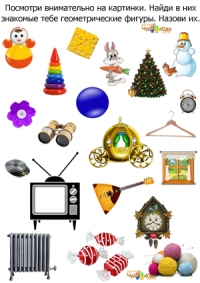 Посмотри внимательно на картинки. Найди в них
знакомые тебе геометрические фигуры. Назови их.